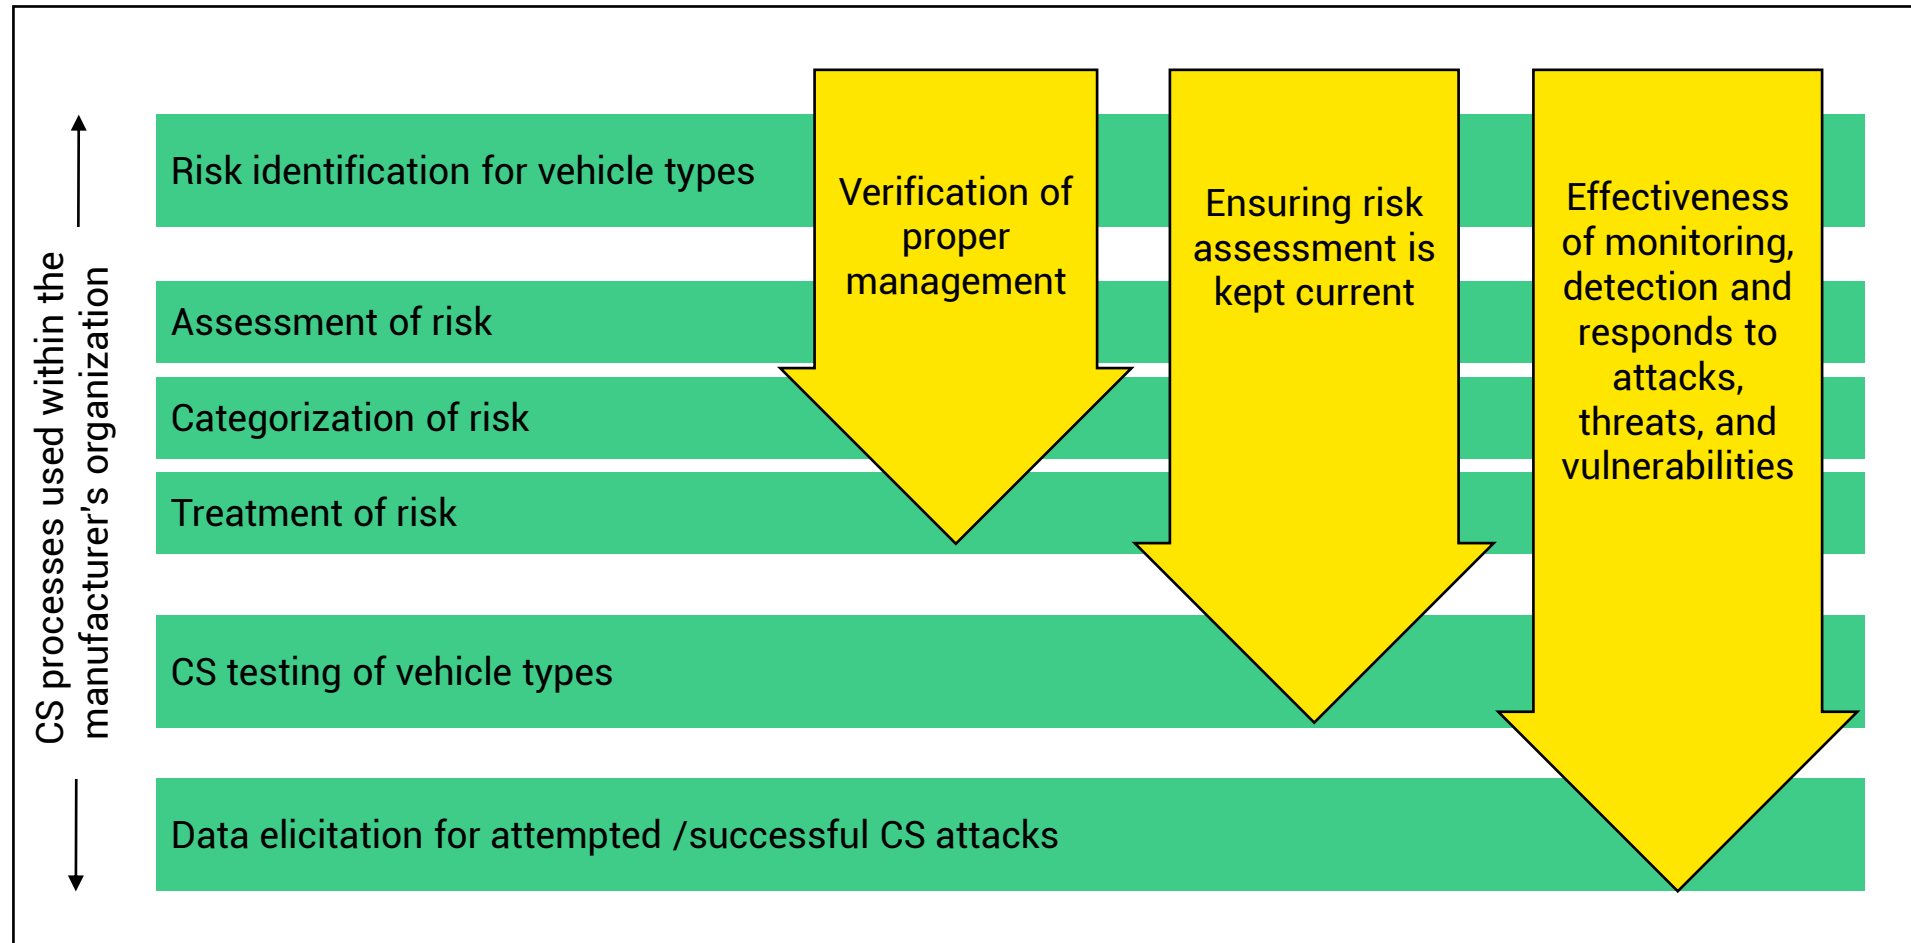 CS processes used within the
manufacturer's organization
Risk identification for vehicle types
Assessment of risk
Categorization of risk
Treatment of risk
CS testing of vehicle types
Data elicitation for attempted /successful CS attacks
Verification of
proper
management
Ensuring risk
assessment is
kept current
Effectiveness
of monitoring,
detection and
responds to
attacks,
threats, and
vulnerabilities